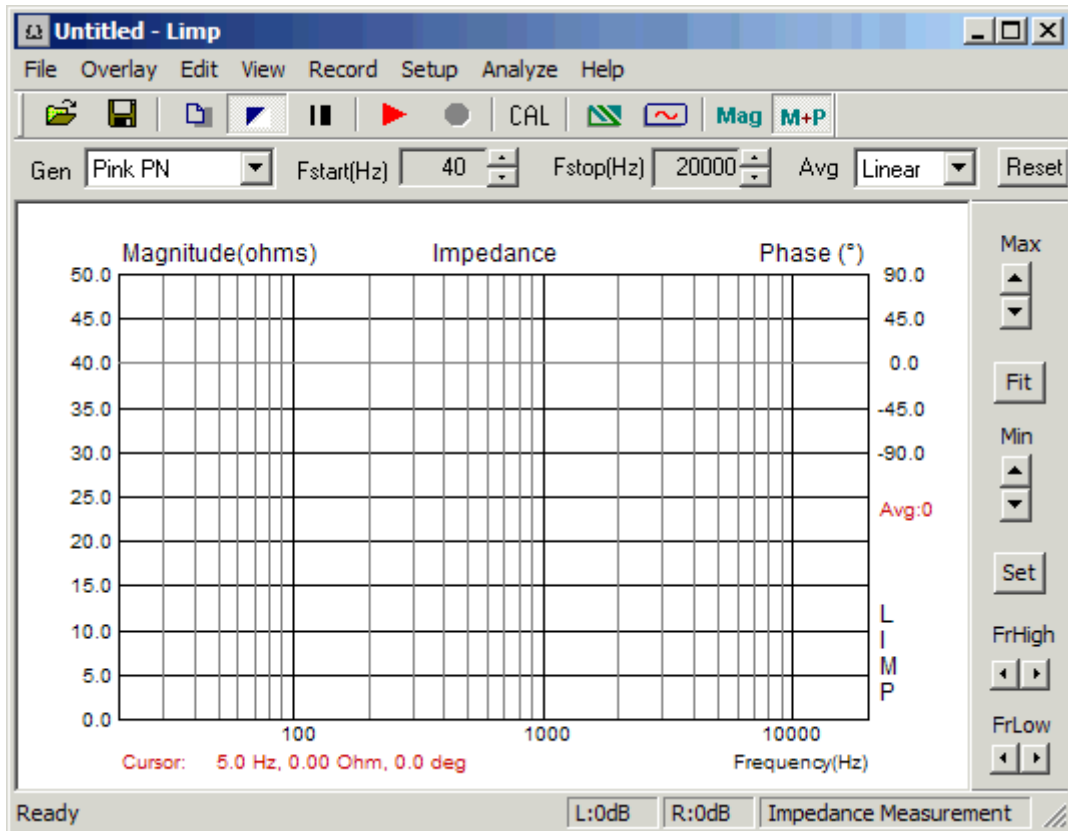 Untitled - Limp
File Overlay Edit View Record Setup Analyze Help
CAL Mag M+P
Gen Pink PN Fstart(Hz) 40 Fstop(Hz) 20000 Avg Linear Reset
Magnitude(ohms) Impedance Phase (°)
50.0 90.0
45.0 45.0
40.0 0.0
35.0 -45.0
30.0 -90.0
25.0
Avg:0
20.0
15.0
10.0
5.0
0.0
L
I
M
P
100 1000 10000
Cursor: 5.0 Hz, 0.00 Ohm, 0.0 deg Frequency(Hz)
Max
Fit
Min
Set
FrHigh
FrLow
Ready L:0dB R:0dB Impedance Measurement